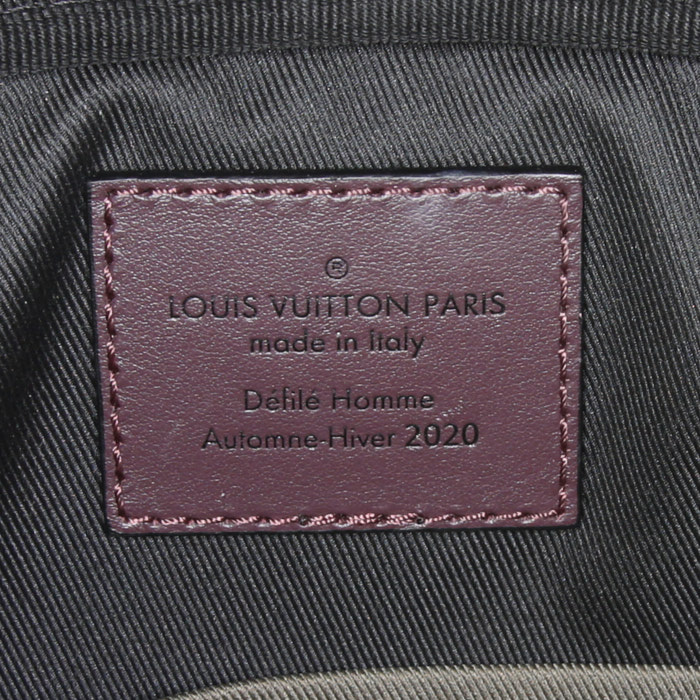 ®
LOUIS VUITTON PARIS
made in italy
Défilé Homme
Automne-Hiver 2020